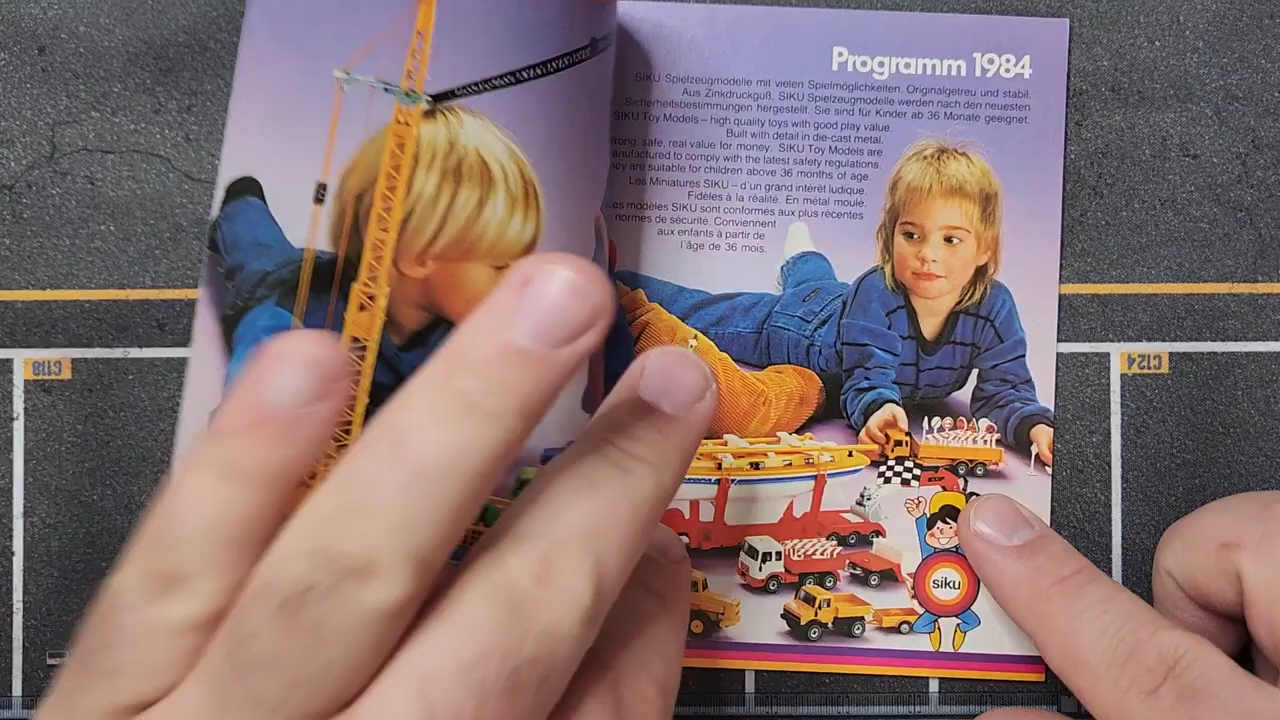 Programm 1984
SIKU Spielzeugmodelle mit vielen Spielmöglichkeiten. Originalgetreu und stabil.
Aus Zinkdruckguß. SIKU Spielzeugmodelle werden nach den neuesten
Sicherheitsbestimmungen hergestellt. Sie sind für Kinder ab 36 Monate geeignet.
SIKU Toy Models – high quality toys with good play value.
Built with detail in die-cast metal.
safe, real value for money. SIKU Toy Models are
to comply with the latest safety regulations.
are suitable for children above 36 months of age.
Les Miniatures SIKU – d'un grand intérêt ludique.
Fidèles à la réalité. En métal moulé.
modèles SIKU sont conformés aux plus récentes
normes de sécurité. Conviennent
aux enfants à partir de
l'âge de 36 mois.
C118
C124
siku